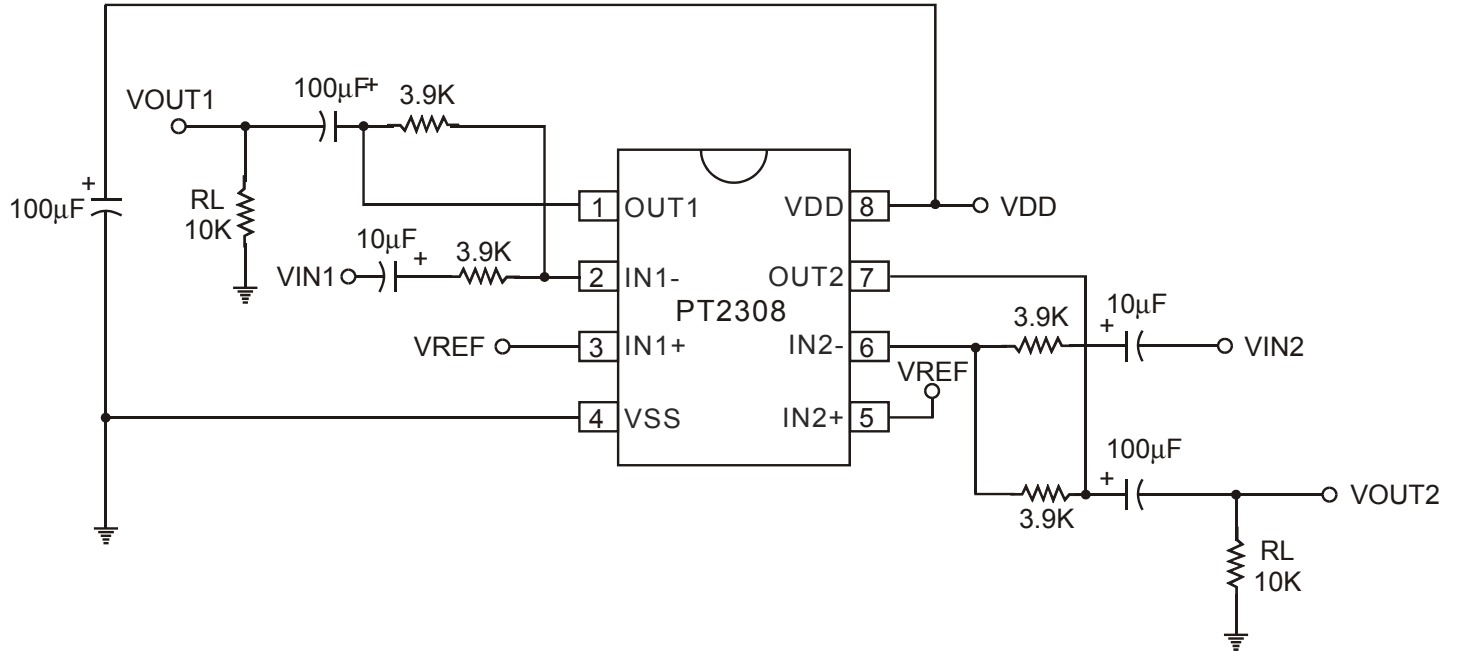 100µF+
3.9K
VOUT1
+
100µF
RL
10K
1 OUT1
VDD 8
VDD
10µF
+
3.9K
VIN1
2 IN1-
OUT2 7
PT2308
3.9K
+
10µF
VREF
3 IN1+
IN2- 6
VIN2
VREF
4 VSS
IN2+ 5
100µF
+
VOUT2
3.9K
RL
10K